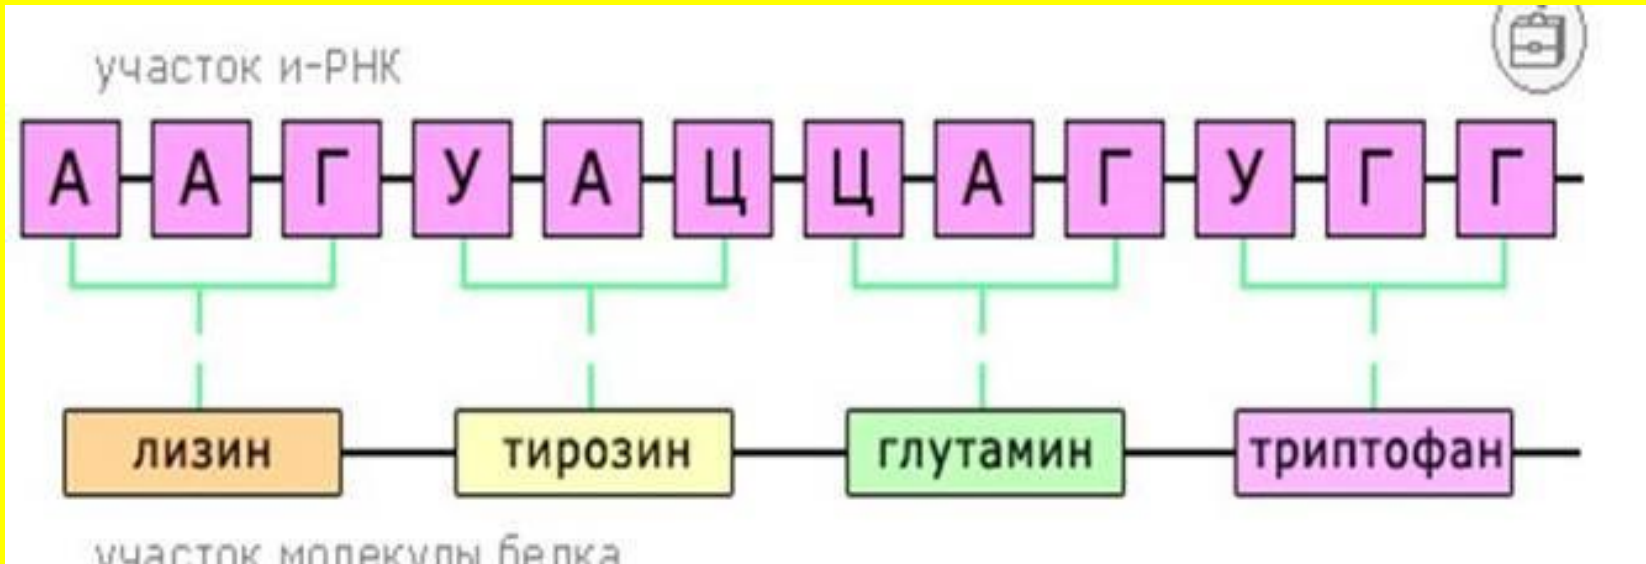 участок и-РНК
А А Г У А Ц Ц А Г У Г Г
лизин тирозин глутамин триптофан
участок молекулы белка